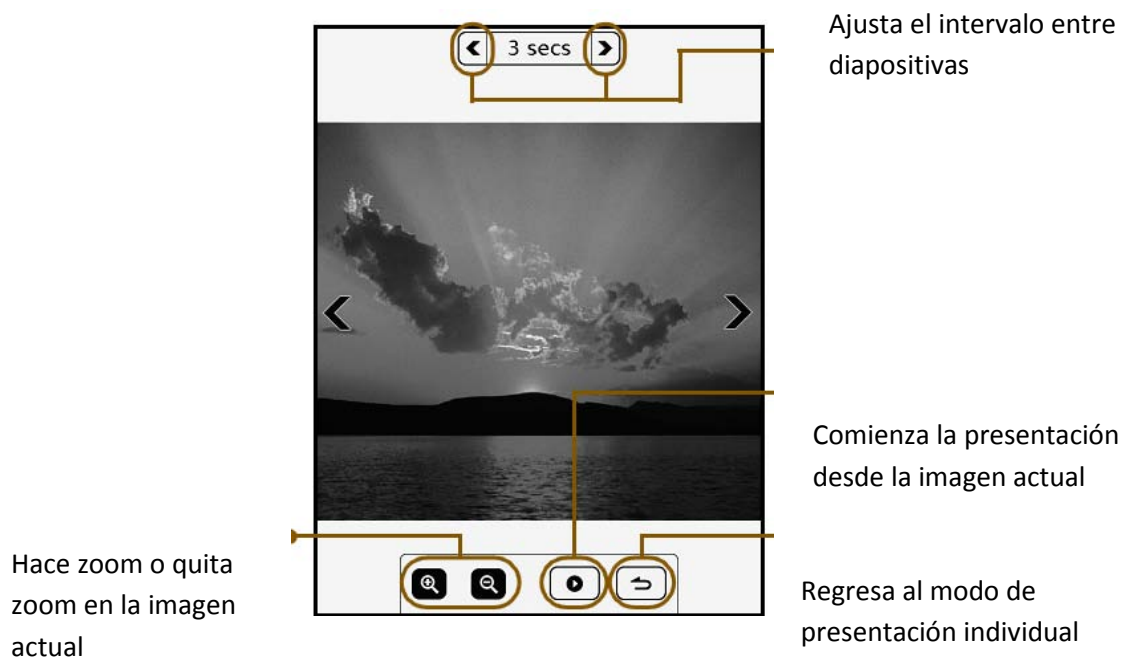 Ajusta el intervalo entre
diapositivas
3 secs
Comienza la presentación
desde la imagen actual
Hace zoom o quita
zoom en la imagen
actual
Regresa al modo de
presentación individual